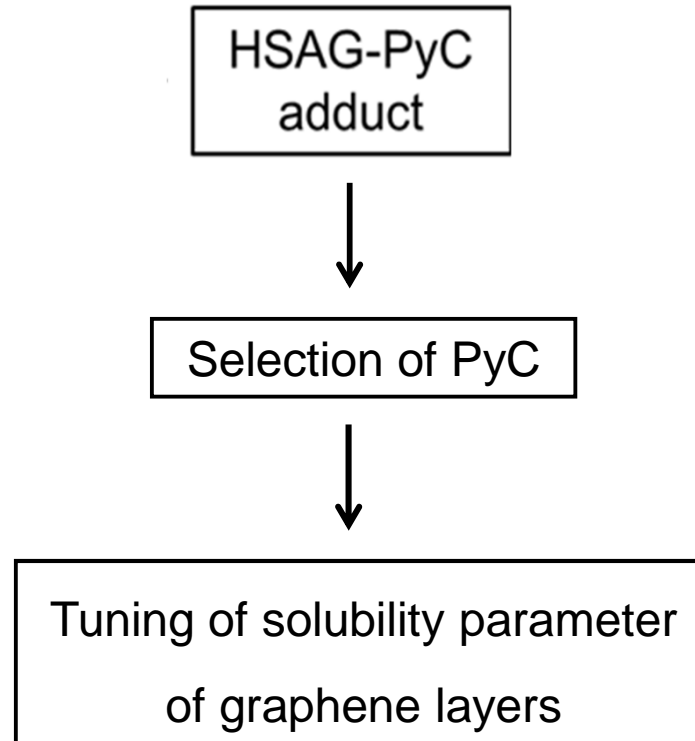 HSAG-PyC
adduct
Selection of PyC
Tuning of solubility parameter
of graphene layers